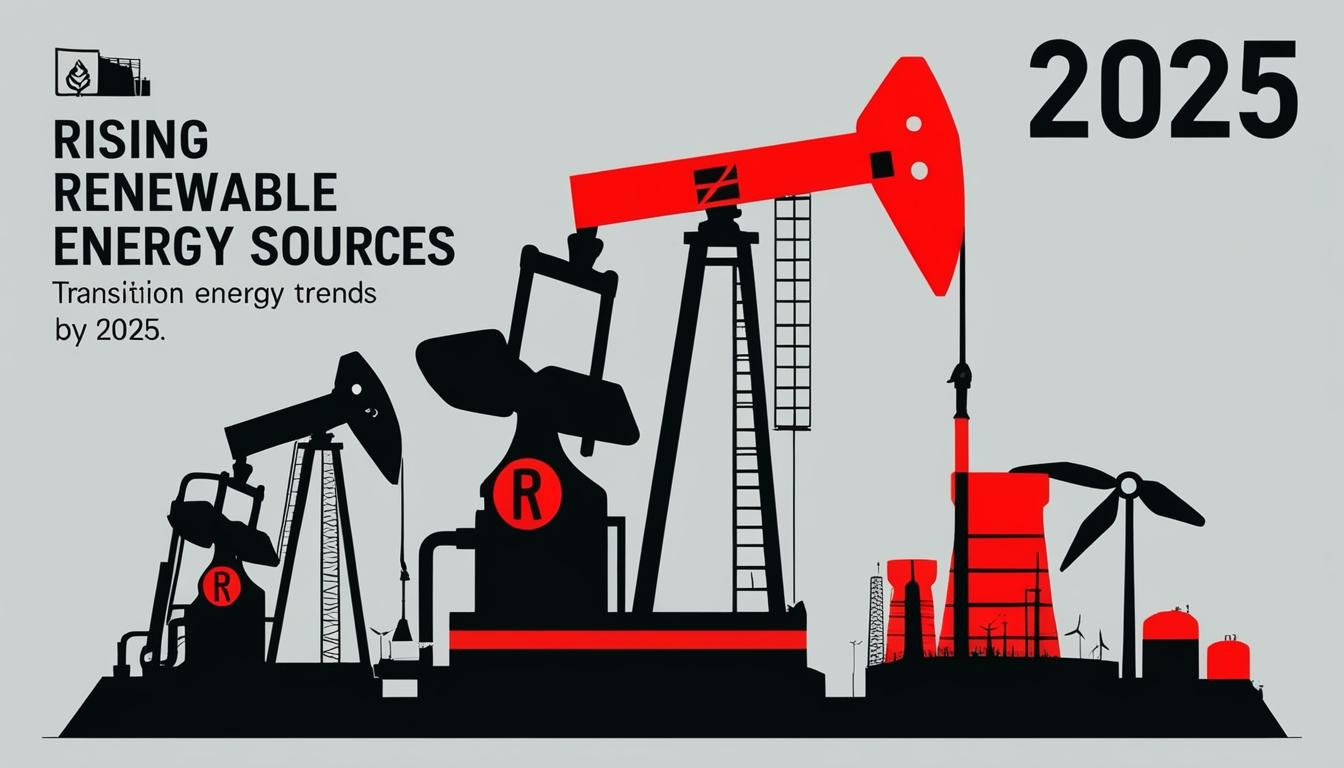 RISING
RENEWABLE
ENERGY SOURCES
Transitiion energy trends
by 2025.
2025
R
R